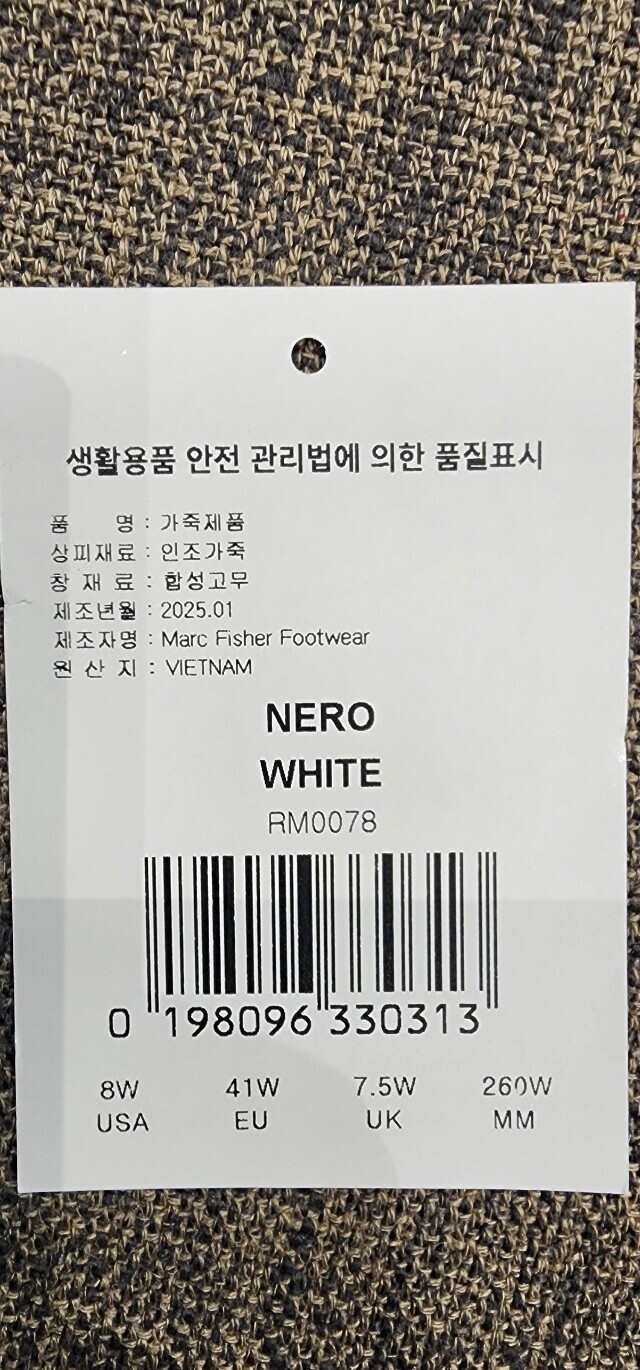 생활용품 안전 관리법에 의한 품질표시
품 명 : 가죽제품
상피재료 : 인조가죽
창 재 료 : 합성고무
제조년월 : 2025.01
제조자명 : Marc Fisher Footwear
원 산 지 : VIETNAM
NERO
WHITE
RM0078
0 198096 330313
8W 41W 7.5W 260W
USA EU UK MM